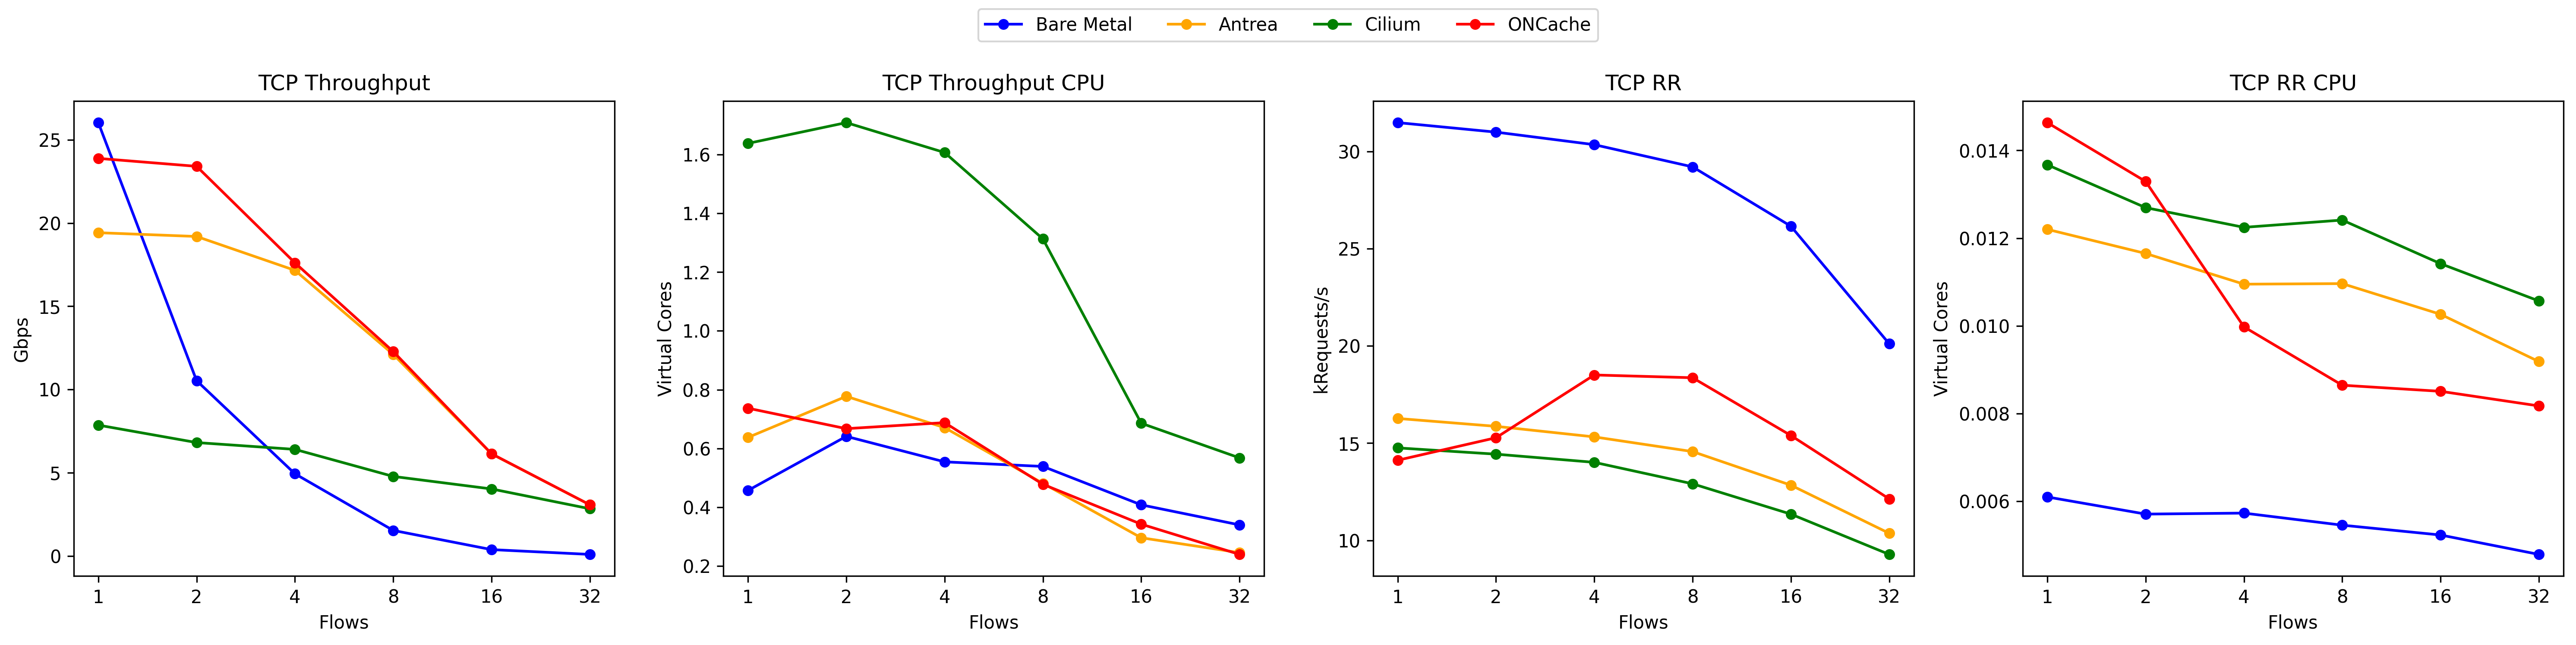 Bare Metal Antrea Cilium ONCache
TCP Throughput
25
20
15
10
5
0
Gbps
1 2 4 8 16 32
Flows
TCP Throughput CPU
1.6
1.4
1.2
1.0
0.8
0.6
0.4
0.2
Virtual Cores
1 2 4 8 16 32
Flows
TCP RR
30
25
20
15
10
kRequests/s
1 2 4 8 16 32
Flows
TCP RR CPU
0.014
0.012
0.010
0.008
0.006
Virtual Cores
1 2 4 8 16 32
Flows